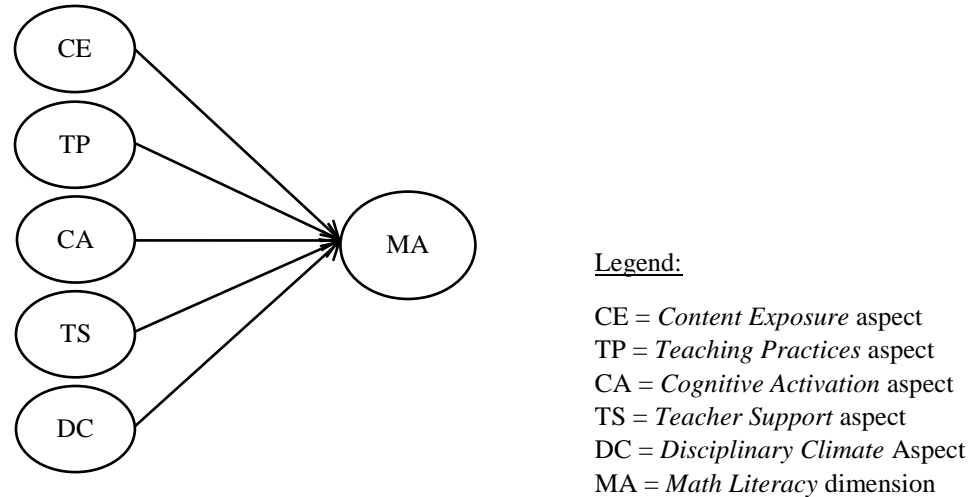 CE
TP
CA
TS
DC
MA
Legend:
CE = Content Exposure aspect
TP = Teaching Practices aspect
CA = Cognitive Activation aspect
TS = Teacher Support aspect
DC = Disciplinary Climate Aspect
MA = Math Literacy dimension